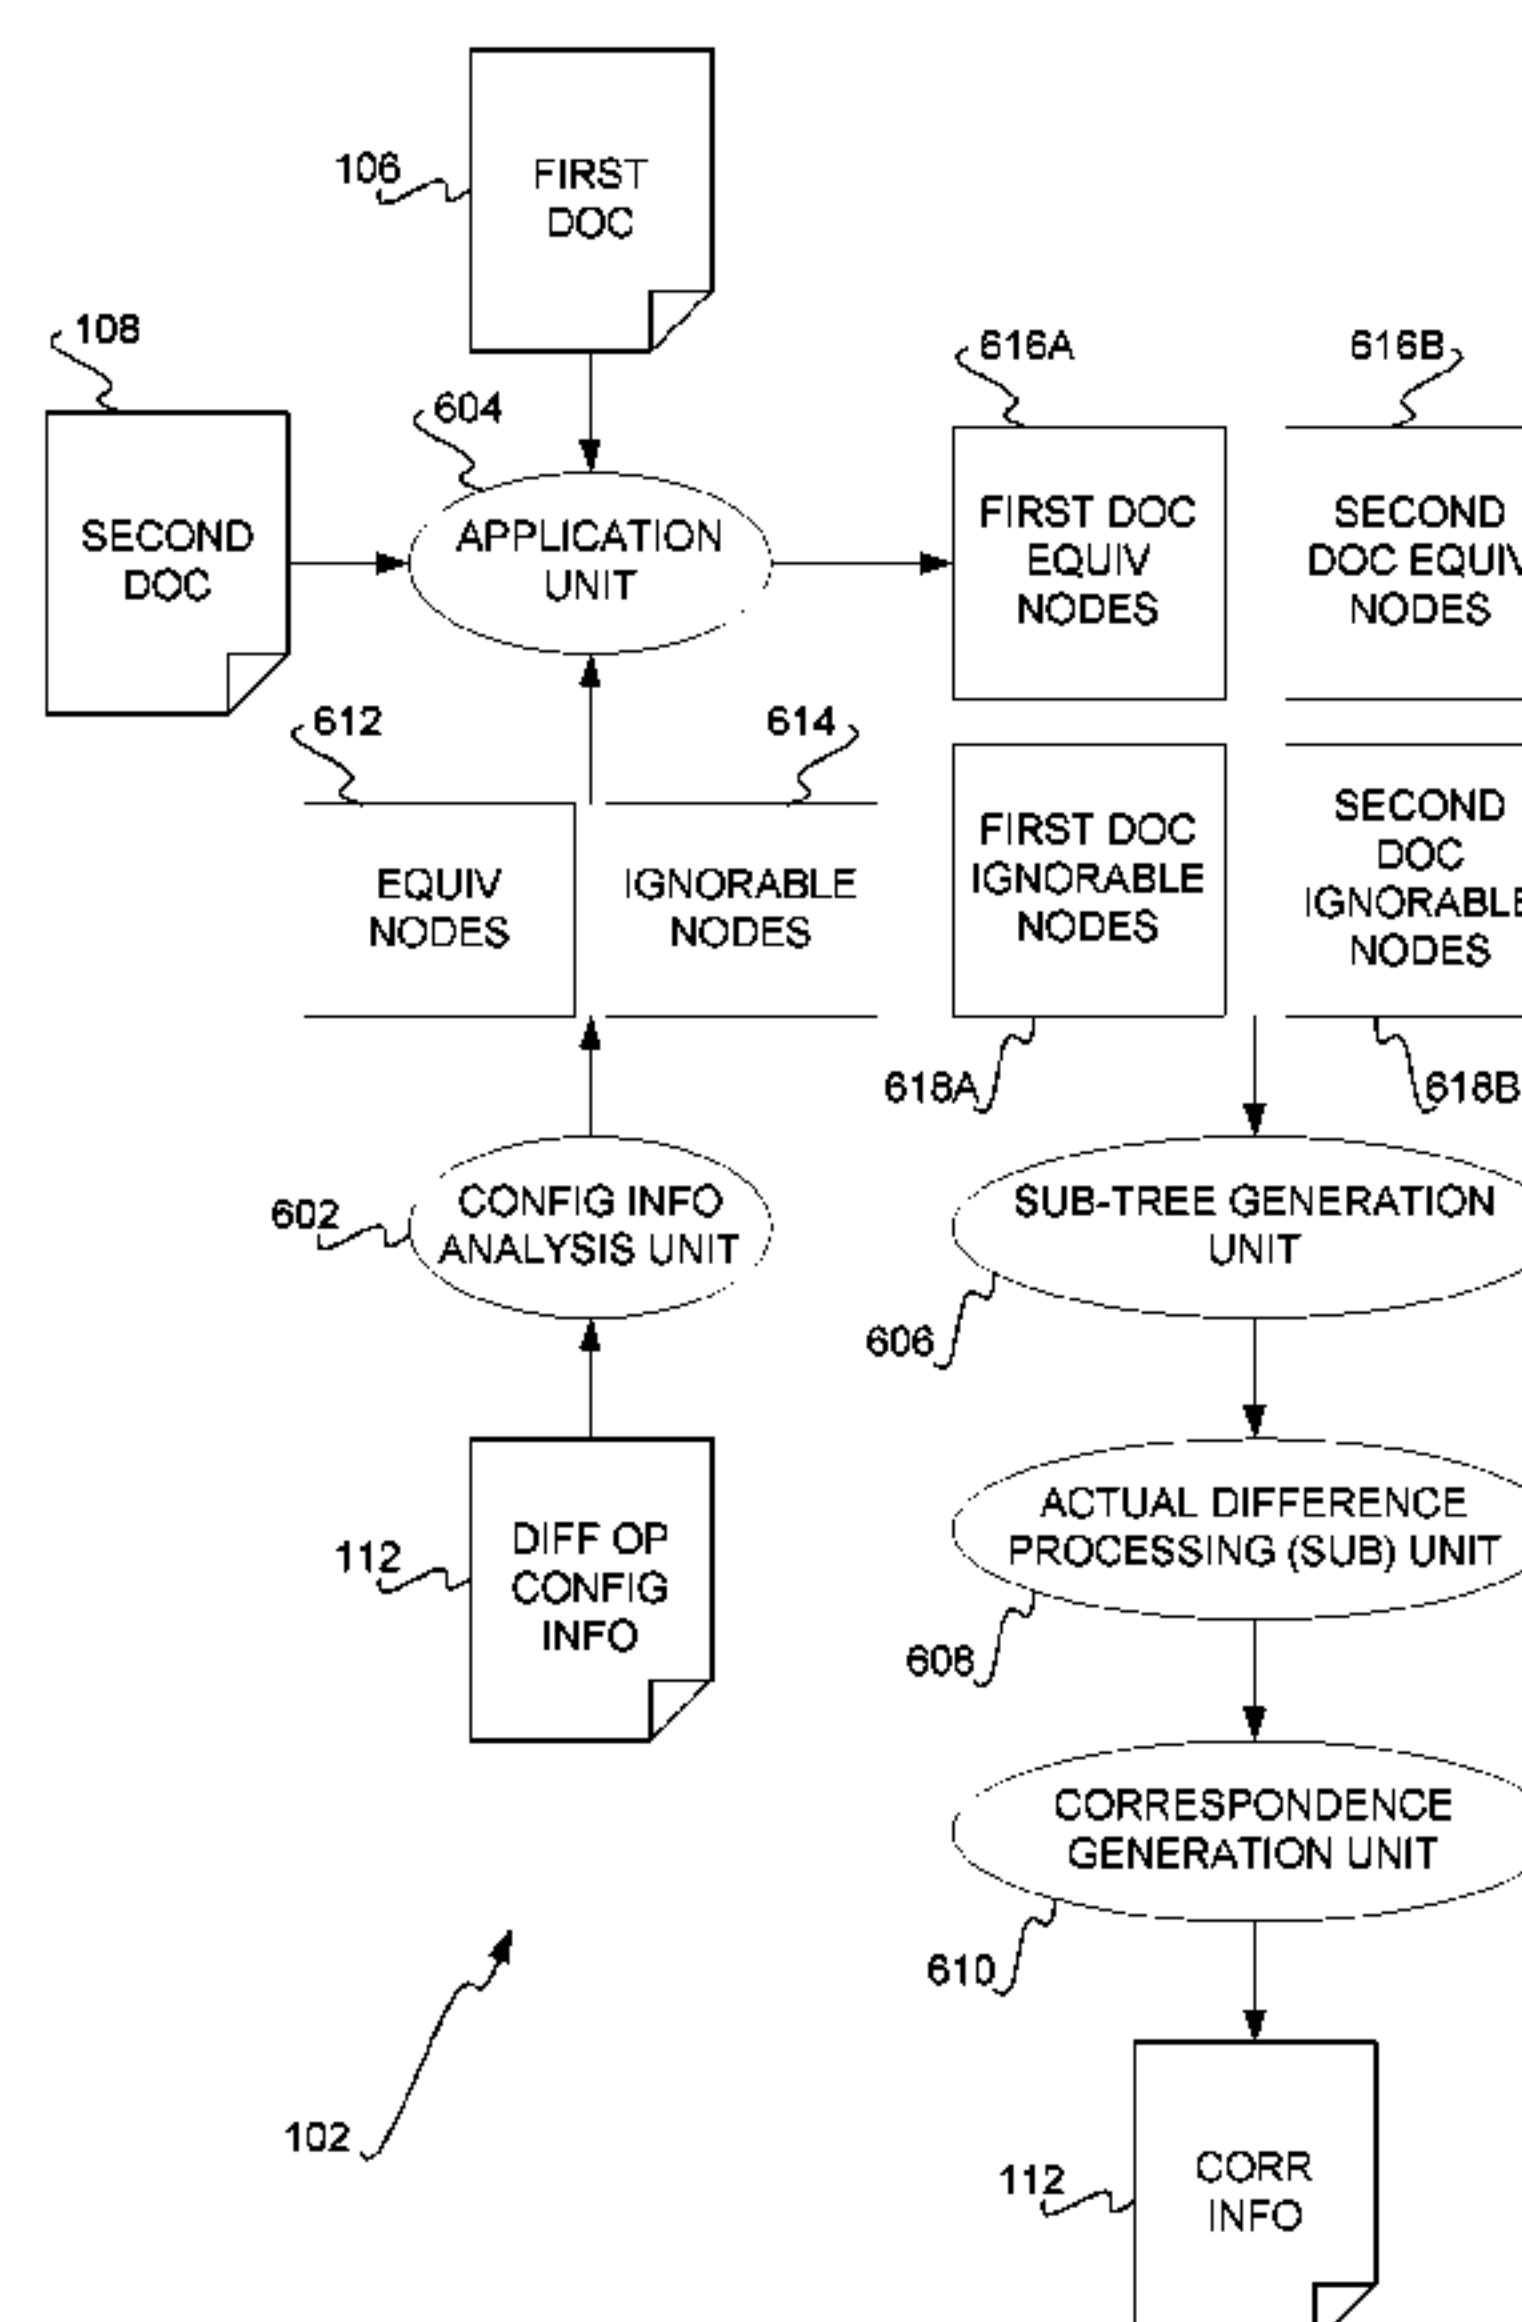 106
FIRST
DOC
108
604
616A
616B
SECOND
DOC
APPLICATION
UNIT
FIRST DOC
EQUIV
NODES
SECOND
DOC EQUIV
NODES
612
614
EQUIV
NODES
IGNORABLE
NODES
FIRST DOC
IGNORABLE
NODES
SECOND
DOC
IGNORABLE
NODES
618A
618B
602
CONFIG INFO
ANALYSIS UNIT
SUB-TREE GENERATION
UNIT
606
112
DIFF OP
CONFIG
INFO
ACTUAL DIFFERENCE
PROCESSING (SUB) UNIT
608
CORRESPONDENCE
GENERATION UNIT
610
102
112
CORR
INFO